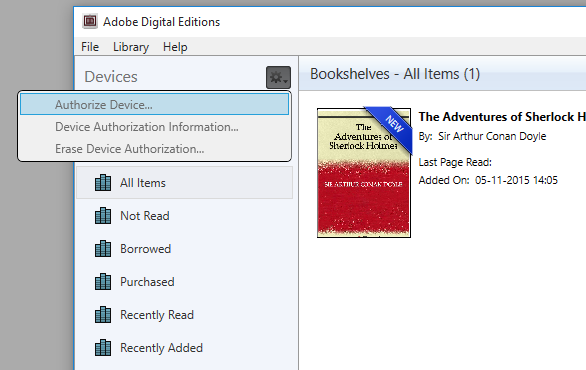 Adobe Digital Editions
File Library Help
Devices
Authorize Device...
Device Authorization Information...
Erase Device Authorization...
All Items
Not Read
Borrowed
Purchased
Recently Read
Recently Added
Bookshelves - All Items (1)
NEW
The
Adventures of
Sherlock Holmes
SIR ARTHUR CONAN DOYLE
The Adventures of Sherlock H
By: Sir Arthur Conan Doyle
Last Page Read:
Added On: 05-11-2015 14:05